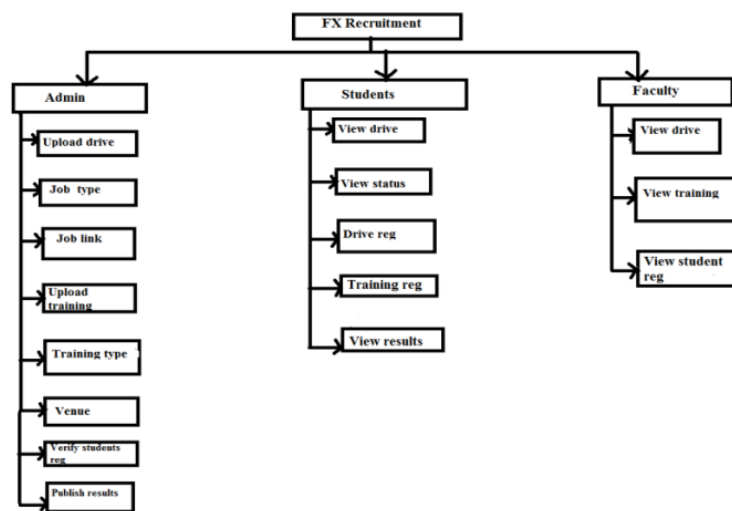 FX Recruitment
Admin
Upload drive
Job type
Job link
Upload
training
Training type
Venue
Verify students
reg
Publish results
Students
View drive
View status
Drive reg
Training reg
View results
Faculty
View drive
View training
View student
reg